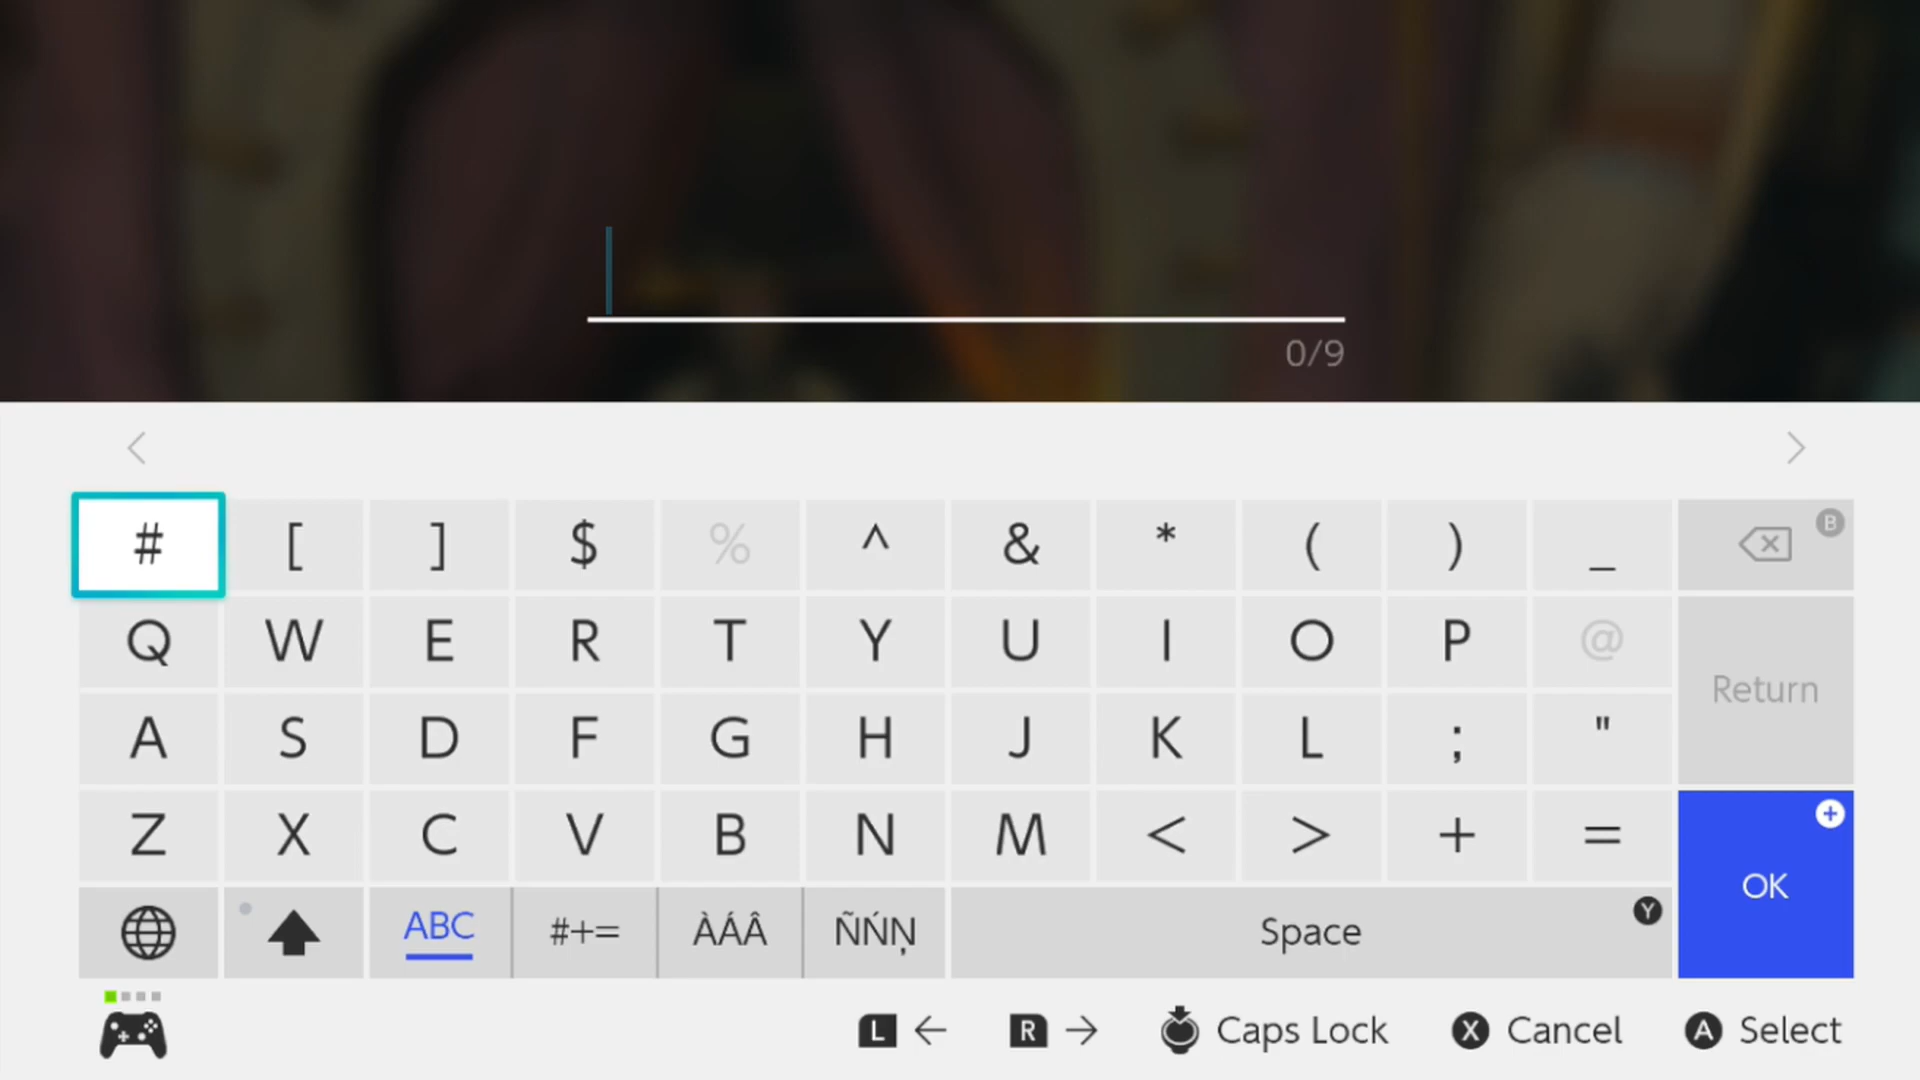 0/9
# [ ] $ % ^ & * ( ) _ B
Q W E R T Y U I O P @ Return
A S D F G H J K L ; "
Z X C V B N M < > + = OK
ABC #+= ÀÁÂ ÑŃŅ Space Y
L ← R → Caps Lock X Cancel A Select